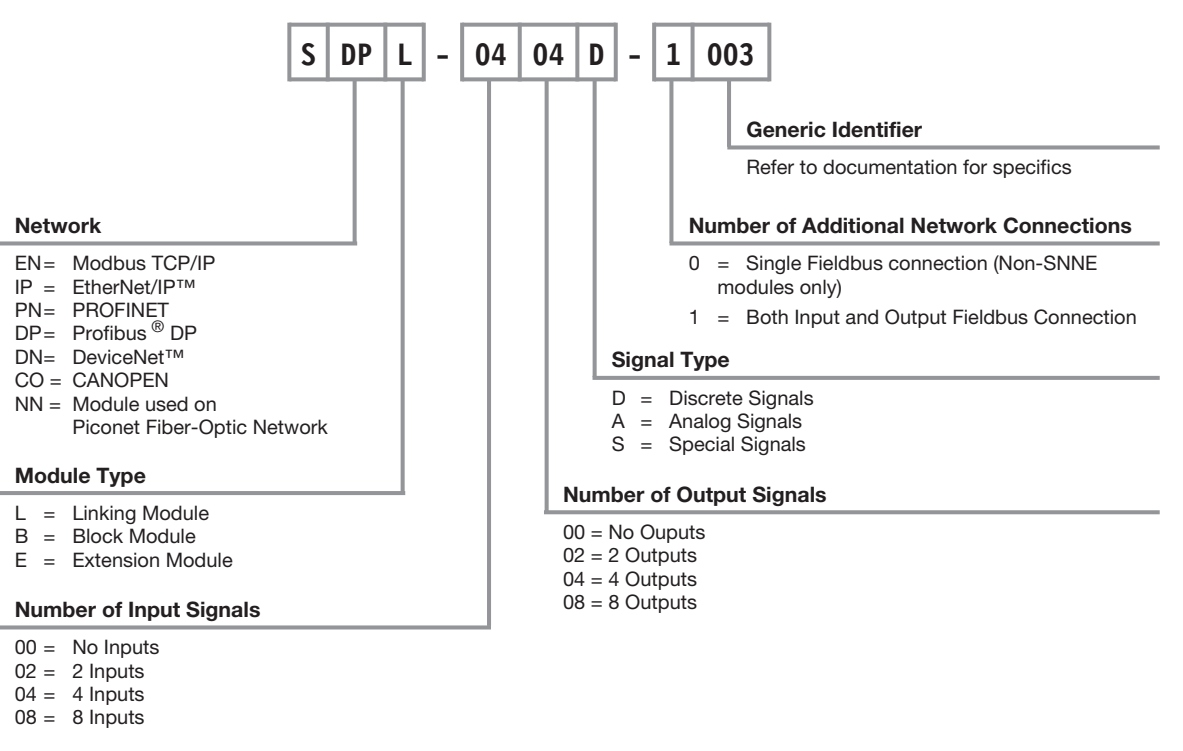 S DP L - 04 04 D - 1 003
Generic Identifier
Refer to documentation for specifics
Network
EN= Modbus TCP/IP
IP = EtherNet/IP™
PN= PROFINET
DP= Profibus ® DP
DN= DeviceNet™
CO = CANOPEN
NN = Module used on
Piconet Fiber-Optic Network
Module Type
L = Linking Module
B = Block Module
E = Extension Module
Number of Input Signals
00 = No Inputs
02 = 2 Inputs
04 = 4 Inputs
08 = 8 Inputs
Number of Additional Network Connections
0 = Single Fieldbus connection (Non-SNNE
modules only)
1 = Both Input and Output Fieldbus Connection
Signal Type
D = Discrete Signals
A = Analog Signals
S = Special Signals
Number of Output Signals
00 = No Ouputs
02 = 2 Outputs
04 = 4 Outputs
08 = 8 Outputs